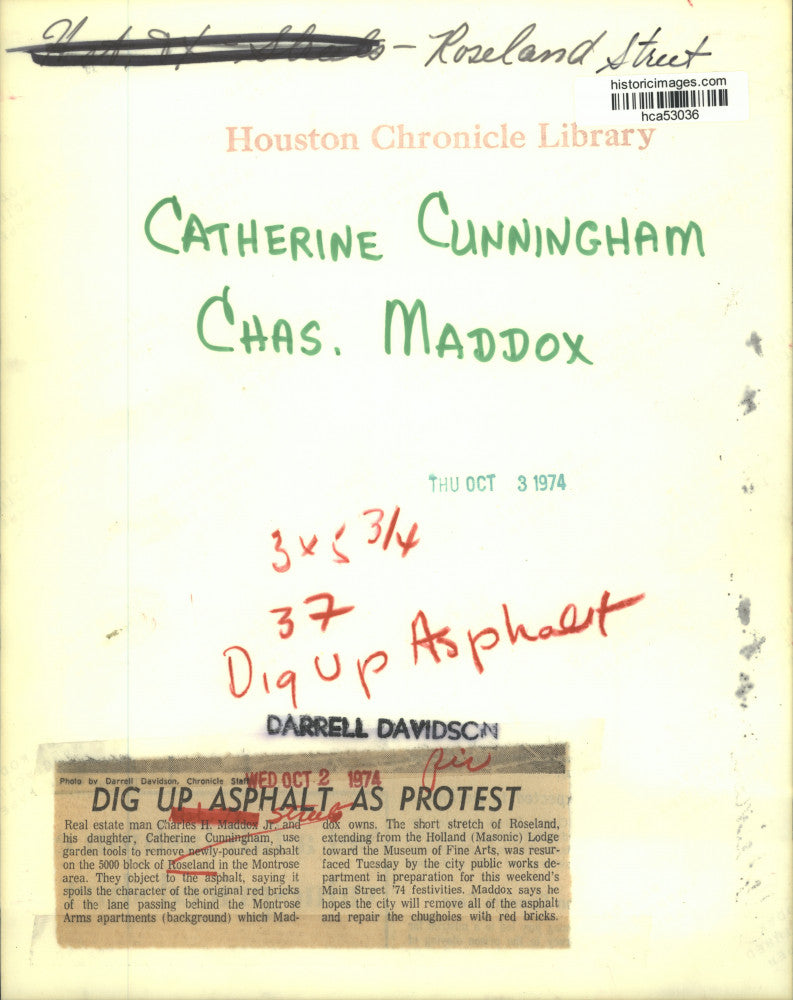 – Roseland Street
historicimages.com
hca53036
Houston Chronicle Library
CATHERINE CUNNINGHAM
CHAS. MADDOX
THU OCT 3 1974
3 x 5 3/4
37
Dig Up Asphalt
DARRELL DAVIDSON
Photo by Darrell Davidson, Chronicle Staff
WED OCT 2 1974
DIG UP ASPHALT AS PROTEST
streets
Real estate man Charles H. Maddox Jr. and
his daughter, Catherine Cunningham, use
garden tools to remove newly-poured asphalt
on the 5000 block of Roseland in the Montrose
area. They object to the asphalt, saying it
spoils the character of the original red bricks
of the lane passing behind the Montrose
Arms apartments (background) which Mad-
dox owns. The short stretch of Roseland,
extending from the Holland (Masonic) Lodge
toward the Museum of Fine Arts, was resur-
faced Tuesday by the city public works de-
partment in preparation for this weekend's
Main Street '74 festivities. Maddox says he
hopes the city will remove all of the asphalt
and repair the chugholes with red bricks.